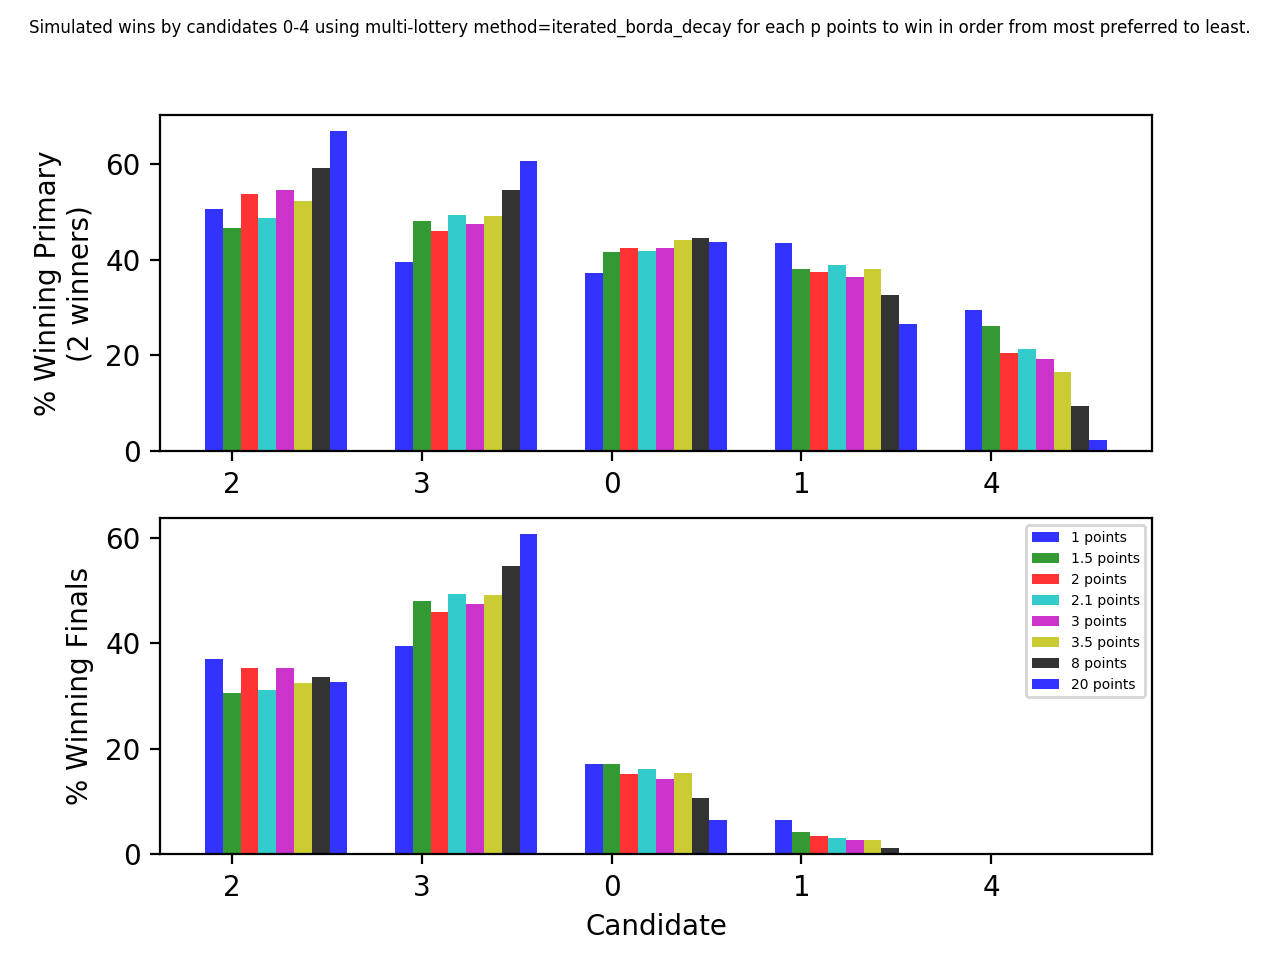 Simulated wins by candidates 0-4 using multi-lottery method=iterated_borda_decay for each p points to win in order from most preferred to least.
% Winning Primary
(2 winners)
60
40
20
0
2 3 0 1 4
% Winning Finals
60
40
20
0
1 points
1.5 points
2 points
2.1 points
3 points
3.5 points
8 points
20 points
2 3 0 1 4
Candidate